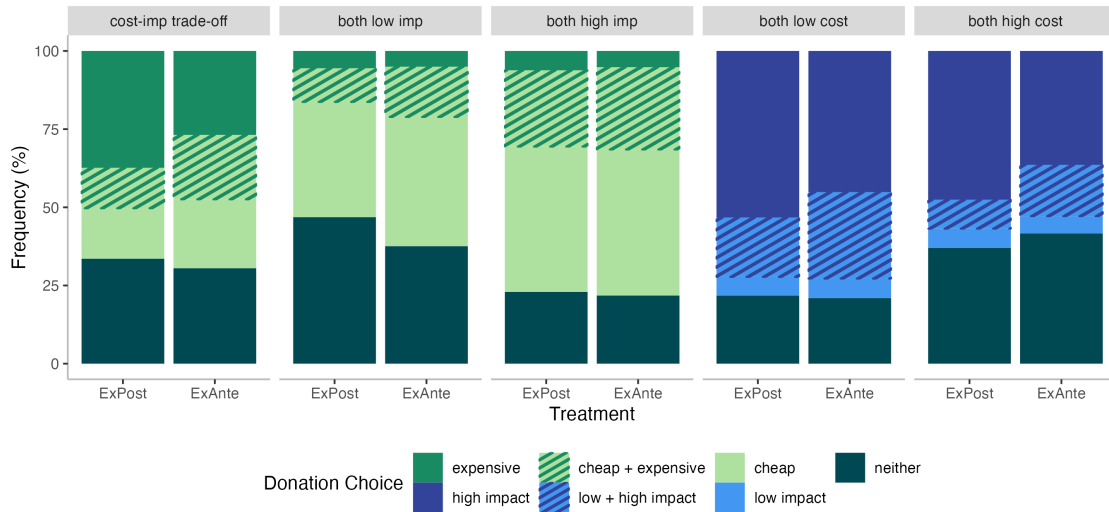 cost-imp trade-off
both low imp
both high imp
both low cost
both high cost
Frequency (%)
100
75
50
25
0
ExPost ExAnte ExPost ExAnte ExPost ExAnte ExPost ExAnte ExPost ExAnte
Treatment
Donation Choice
expensive cheap + expensive cheap neither
high impact low + high impact low impact